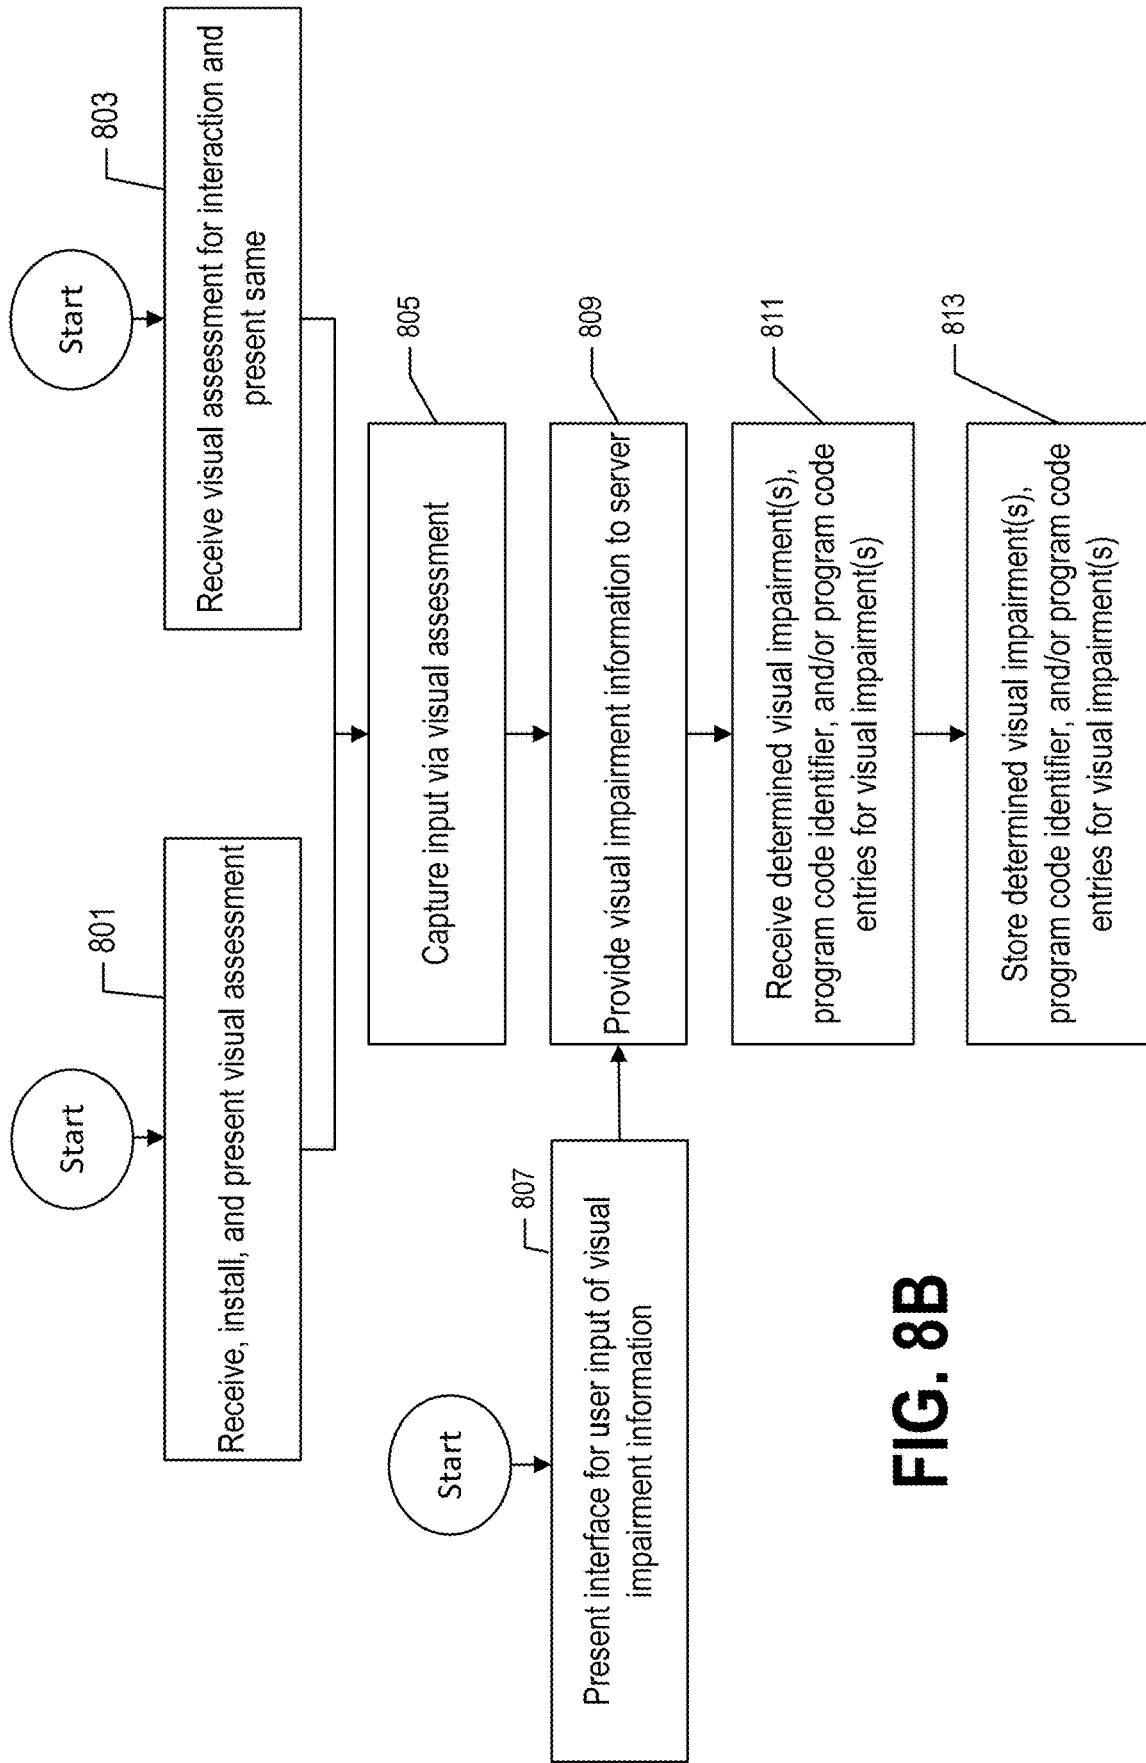 Start
801
Receive, install, and present visual assessment
Start
803
Receive visual assessment for interaction and
present same
805
Capture input via visual assessment
Start
807
Present interface for user input of visual
impairment information
809
Provide visual impairment information to server
811
Receive determined visual impairment(s),
program code identifier, and/or program code
entries for visual impairment(s)
813
Store determined visual impairment(s),
program code identifier, and/or program code
entries for visual impairment(s)
FIG. 8B